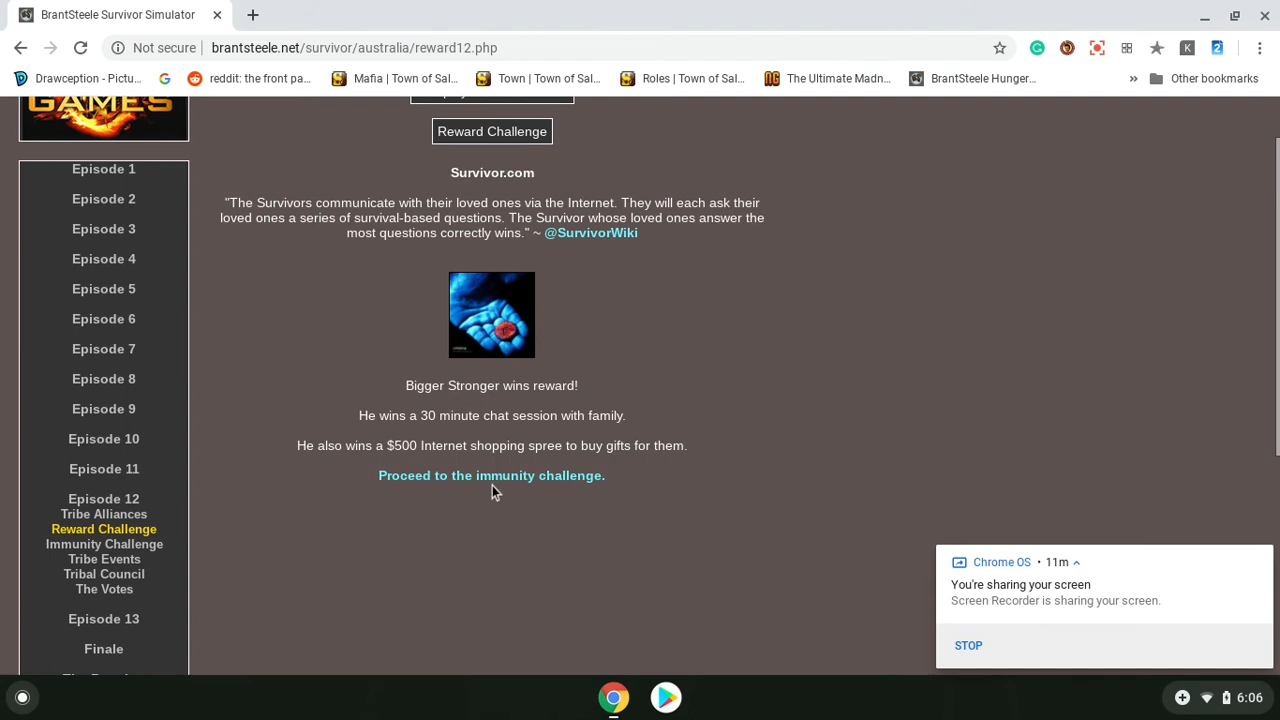 BrantSteele Survivor Simulator
Not secure brantsteele.net/survivor/australia/reward12.php
K 2
Drawception - Pictu... G reddit: the front pa... Mafia | Town of Sal... Town | Town of Sal... Roles | Town of Sal... The Ultimate Madn... BrantSteele Hunger... » Other bookmarks
GAMES
Reward Challenge
Survivor.com
"The Survivors communicate with their loved ones via the Internet. They will each ask their
loved ones a series of survival-based questions. The Survivor whose loved ones answer the
most questions correctly wins." ~ @SurvivorWiki
Bigger Stronger wins reward!
He wins a 30 minute chat session with family.
He also wins a $500 Internet shopping spree to buy gifts for them.
Proceed to the immunity challenge.
Episode 1
Episode 2
Episode 3
Episode 4
Episode 5
Episode 6
Episode 7
Episode 8
Episode 9
Episode 10
Episode 11
Episode 12
Tribe Alliances
Reward Challenge
Immunity Challenge
Tribe Events
Tribal Council
The Votes
Episode 13
Finale
Chrome OS • 11m
You're sharing your screen
Screen Recorder is sharing your screen.
STOP
6:06